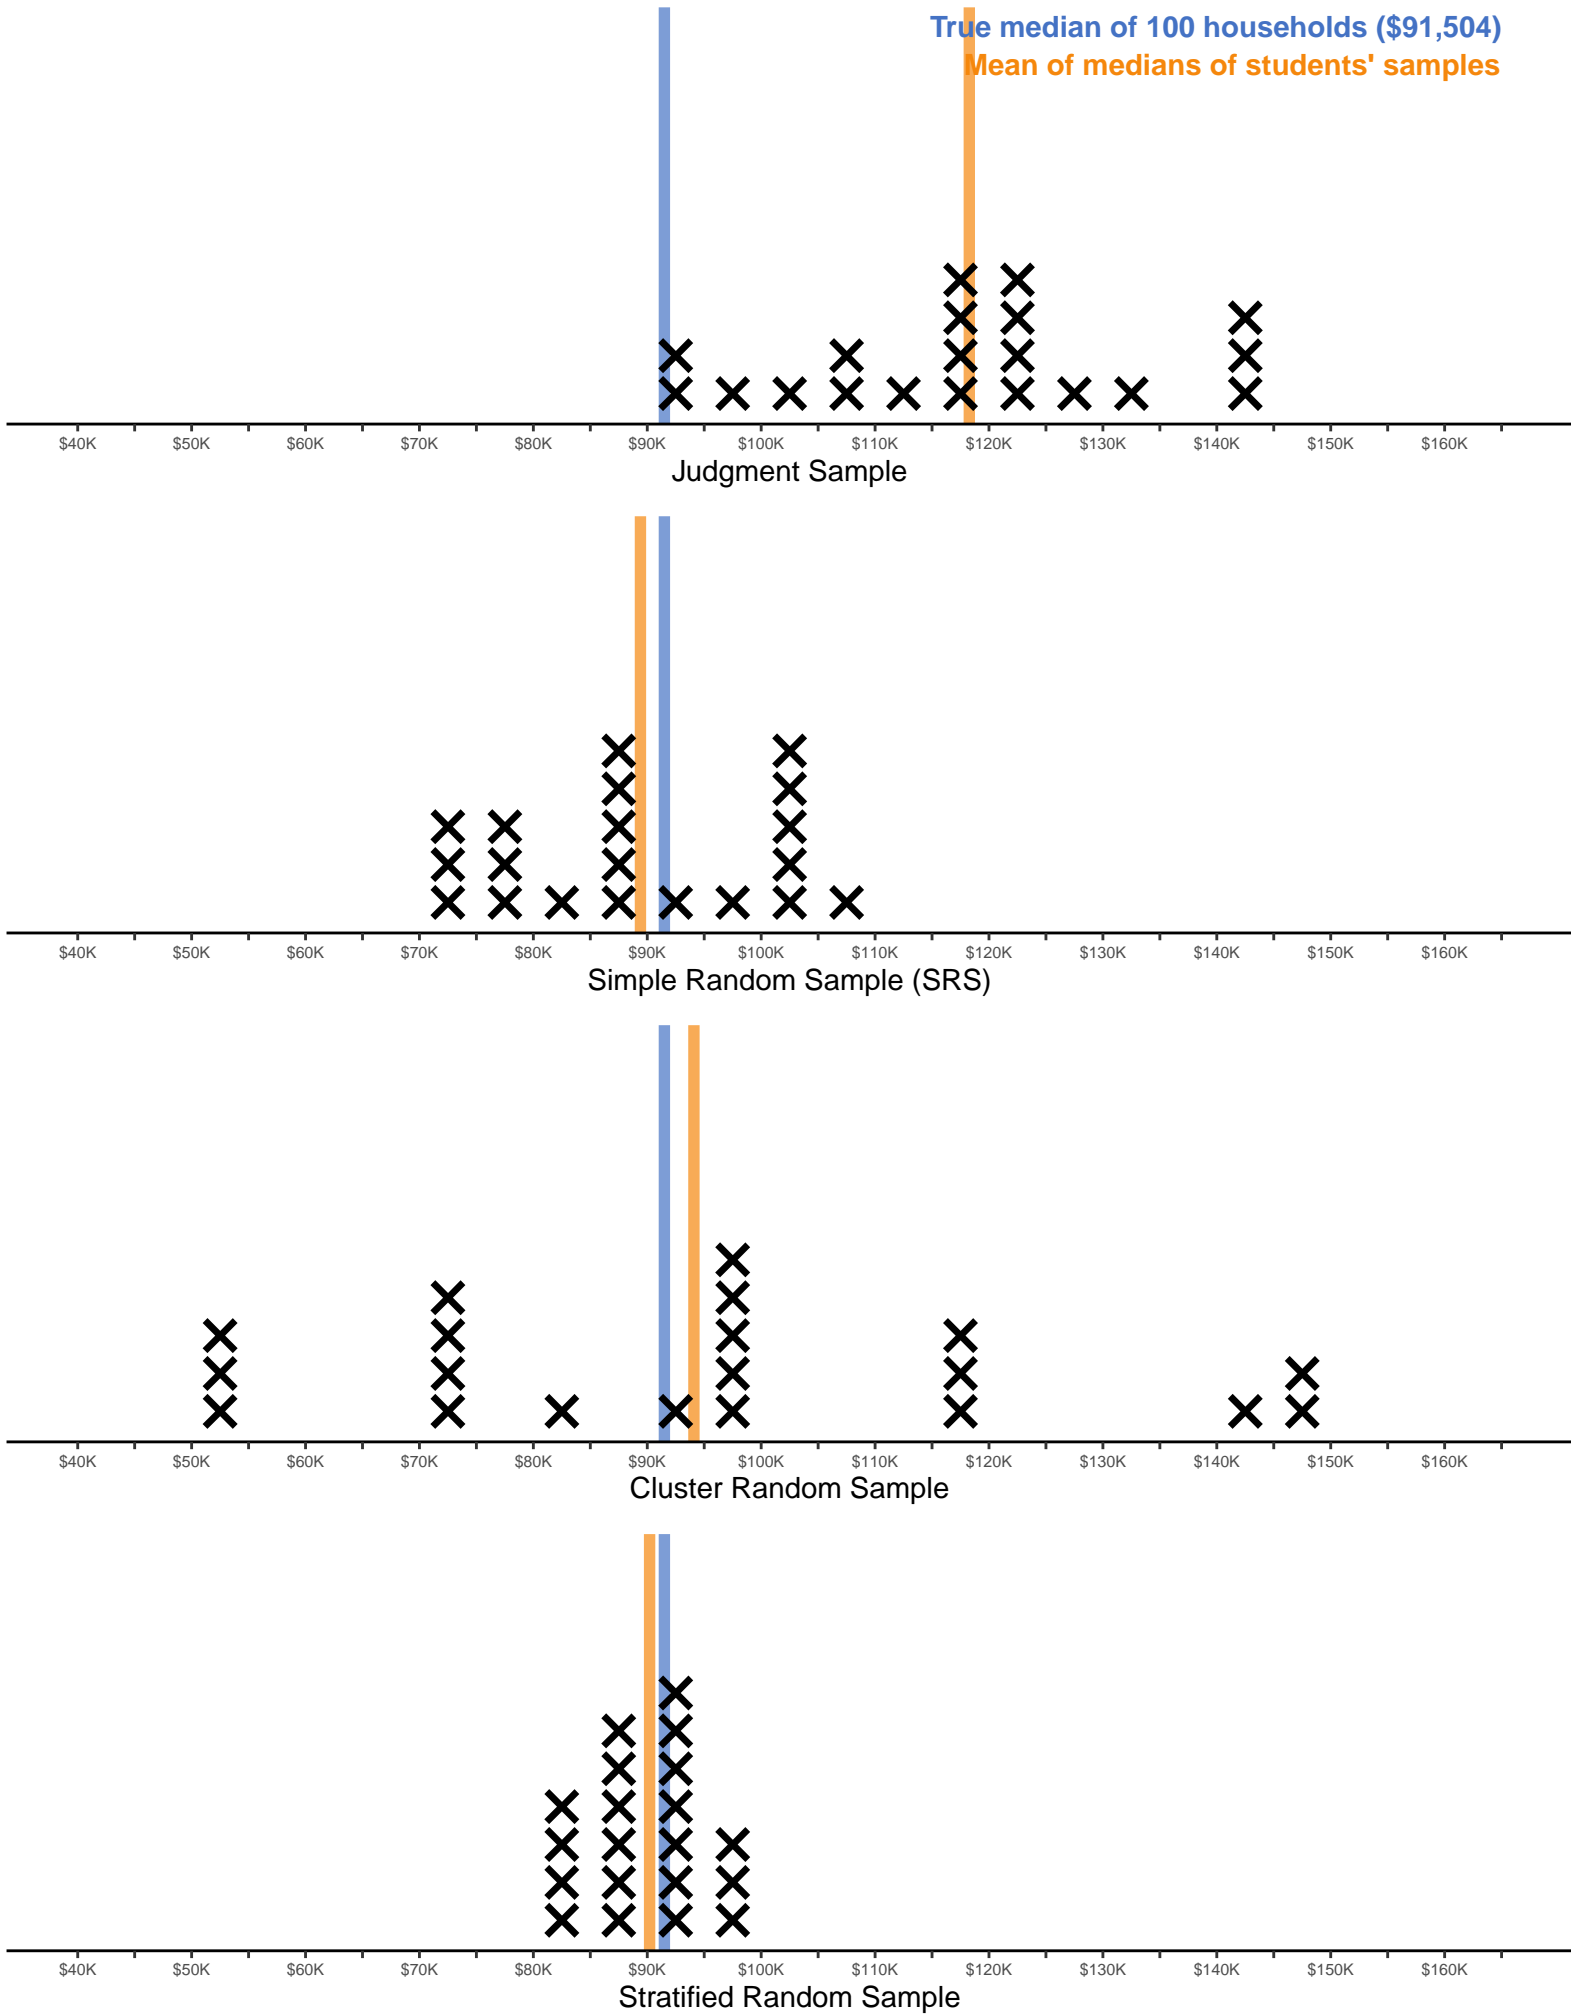 True median of 100 households ($91,504)
Mean of medians of students' samples
$40K $50K $60K $70K $80K $90K $100K $110K $120K $130K $140K $150K $160K
Judgment Sample
$40K $50K $60K $70K $80K $90K $100K $110K $120K $130K $140K $150K $160K
Simple Random Sample (SRS)
$40K $50K $60K $70K $80K $90K $100K $110K $120K $130K $140K $150K $160K
Cluster Random Sample
$40K $50K $60K $70K $80K $90K $100K $110K $120K $130K $140K $150K $160K
Stratified Random Sample